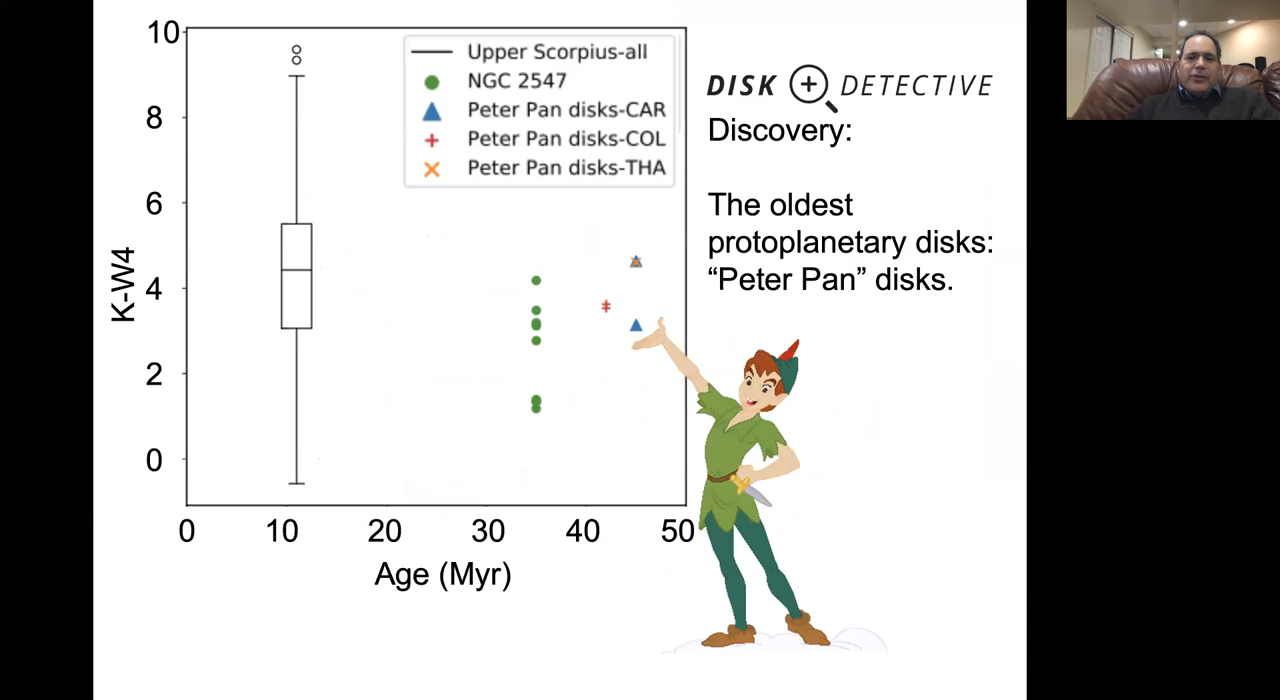 10
8
6
4
2
0
K-W4
0 10 20 30 40 50
Age (Myr)
Upper Scorpius-all
NGC 2547
Peter Pan disks-CAR
Peter Pan disks-COL
Peter Pan disks-THA
DISK DETECTIVE
Discovery:
The oldest
protoplanetary disks:
“Peter Pan” disks.